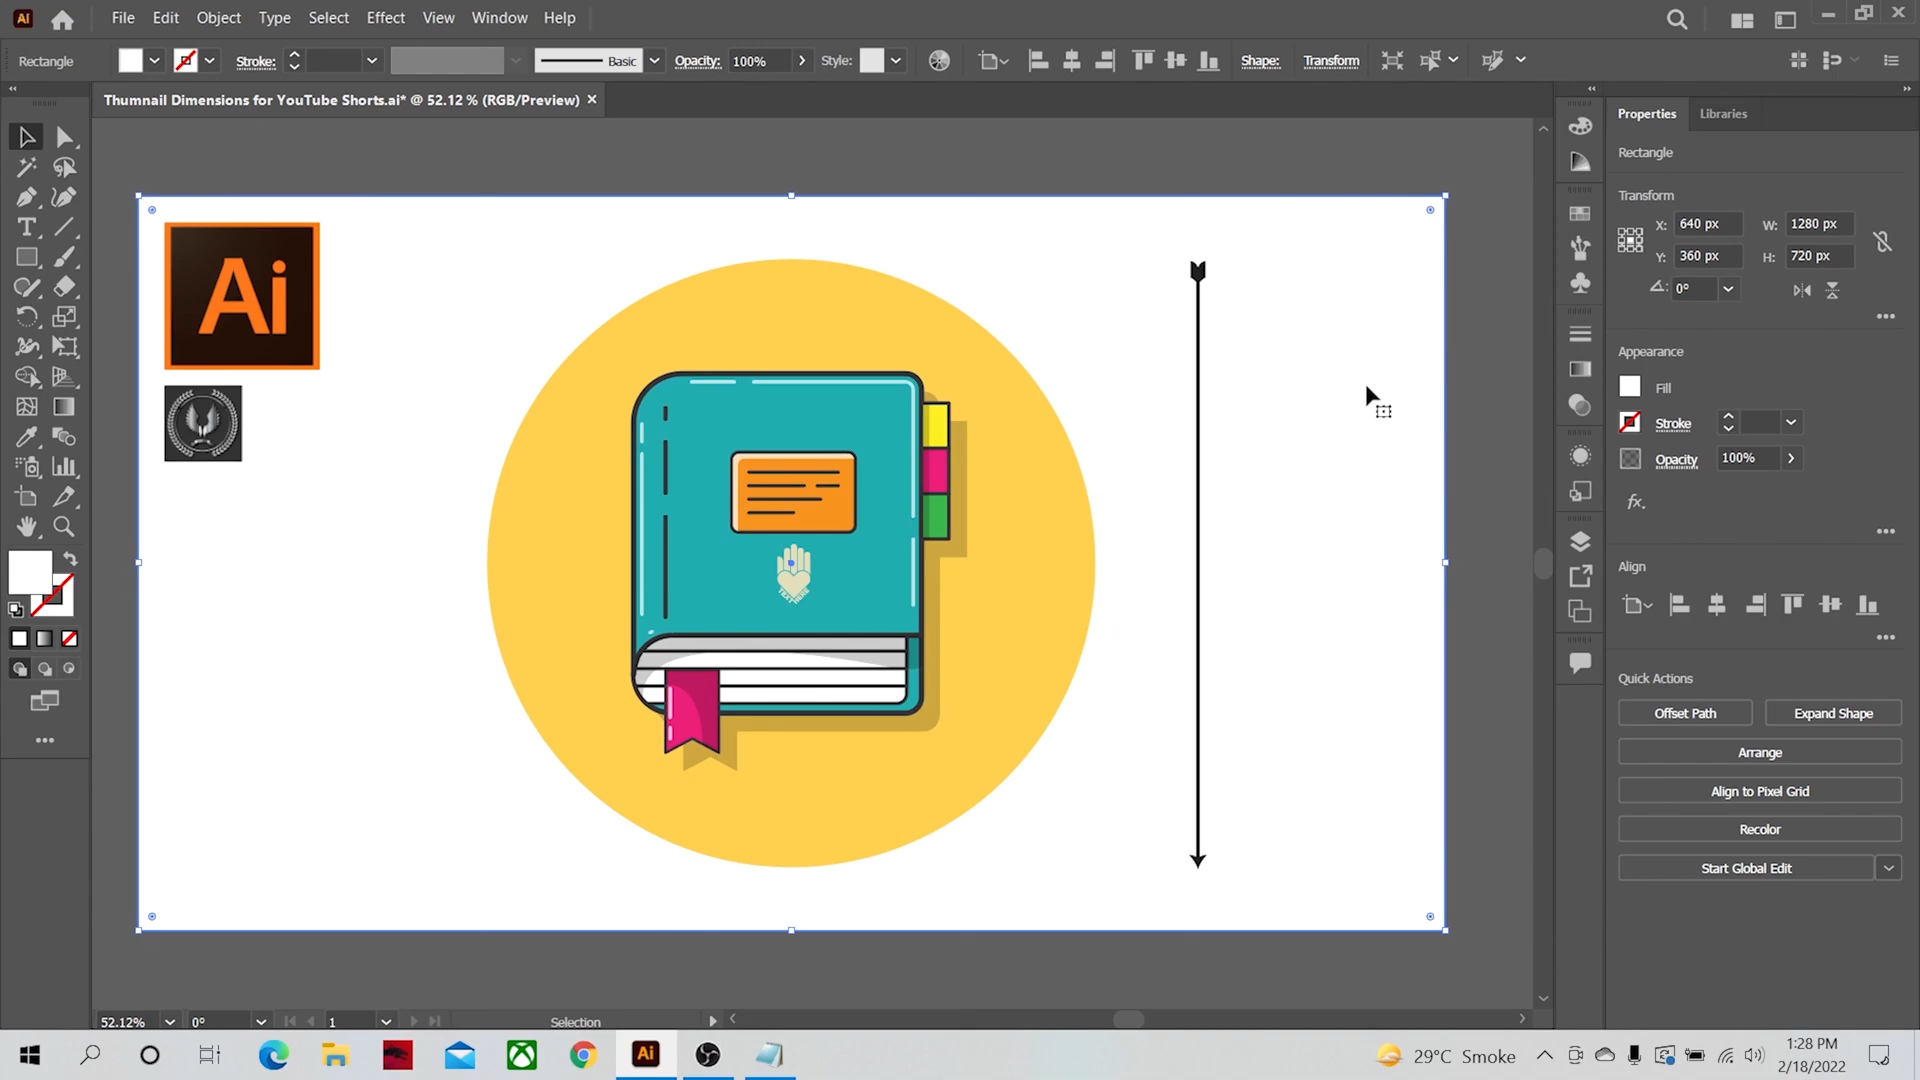 Ai File Edit Object Type Select Effect View Window Help
Rectangle Stroke: Basic Opacity: 100% Style: Shape: Transform
Thumnail Dimensions for YouTube Shorts.ai* @ 52.12 % (RGB/Preview)
Properties Libraries
Rectangle
Transform
X: 640 px W: 1280 px
Y: 360 px H: 720 px
0°
Appearance
Fill
Stroke
Opacity 100%
fx.
Align
Quick Actions
Offset Path Expand Shape
Arrange
Align to Pixel Grid
Recolor
Start Global Edit
Ai
TEXT HERE
52.12% 0° 1 Selection
Ai
29°C Smoke
1:28 PM
2/18/2022